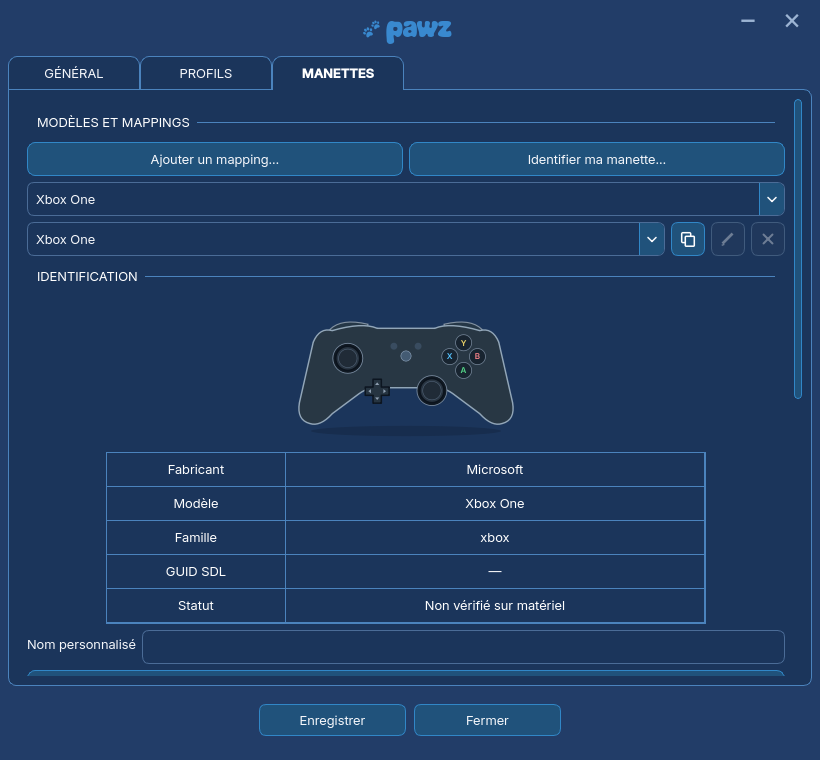 pawz
GÉNÉRAL
PROFILS
MANETTES
MODÈLES ET MAPPINGS
Ajouter un mapping...
Identifier ma manette...
Xbox One
Xbox One
IDENTIFICATION
Y
X B
A
Fabricant Microsoft
Modèle Xbox One
Famille xbox
GUID SDL —
Statut Non vérifié sur matériel
Nom personnalisé
Enregistrer
Fermer